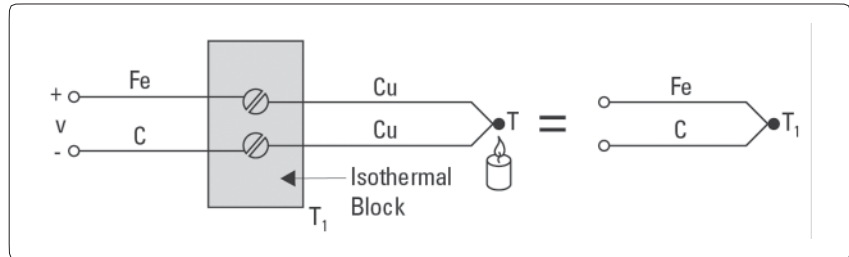 +
Fe
Cu
v
C
Cu
-
T
=
Fe
C
T₁
Isothermal
Block
T₁